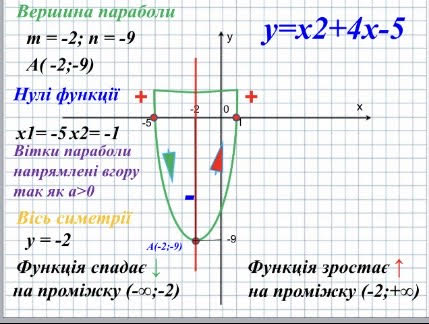 Вершина параболи
y=x2+4x-5
m = -2; n = -9
y
A( -2;-9)
Нулі функції
+
-2
0
+
x
-5
1
x1= -5 x2= -1
Вітки параболи
напрямлені вгору
так як a>0
-
Вісь симетрії
y = -2
A(-2;-9)
-9
Функція спадає ↓
на проміжку (-∞;-2)
Функція зростає ↑
на проміжку (-2;+∞)